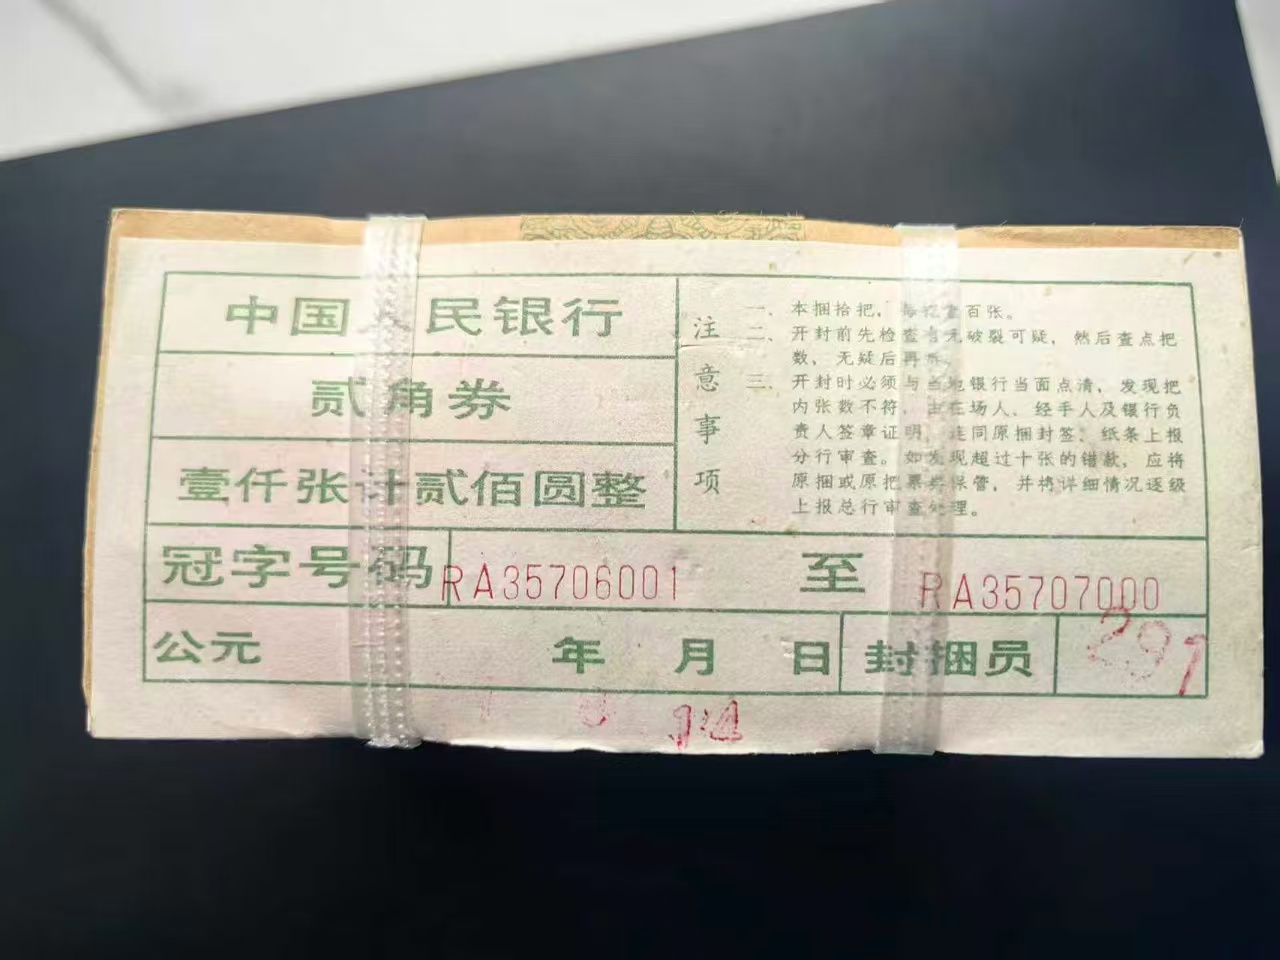 中国人民银行
贰角券
壹仟张计贰佰圆整
注意事项
一、本捆拾把，每把壹百张。
二、开封前先检查有无破裂可疑，然后查点把
数，无疑后再拆。
三、开封时必须与当地银行当面点清，发现把
内张数不符，由在场人、经手人及银行负
责人签章证明，连同原捆封签、纸条上报
分行审查。如发现超过十张的错款，应将
原捆或原把票券保管，并将详细情况逐级
上报总行审查处理。
冠字号码 RA35706001 至 RA35707000
公元 年 月 日 封捆员 291